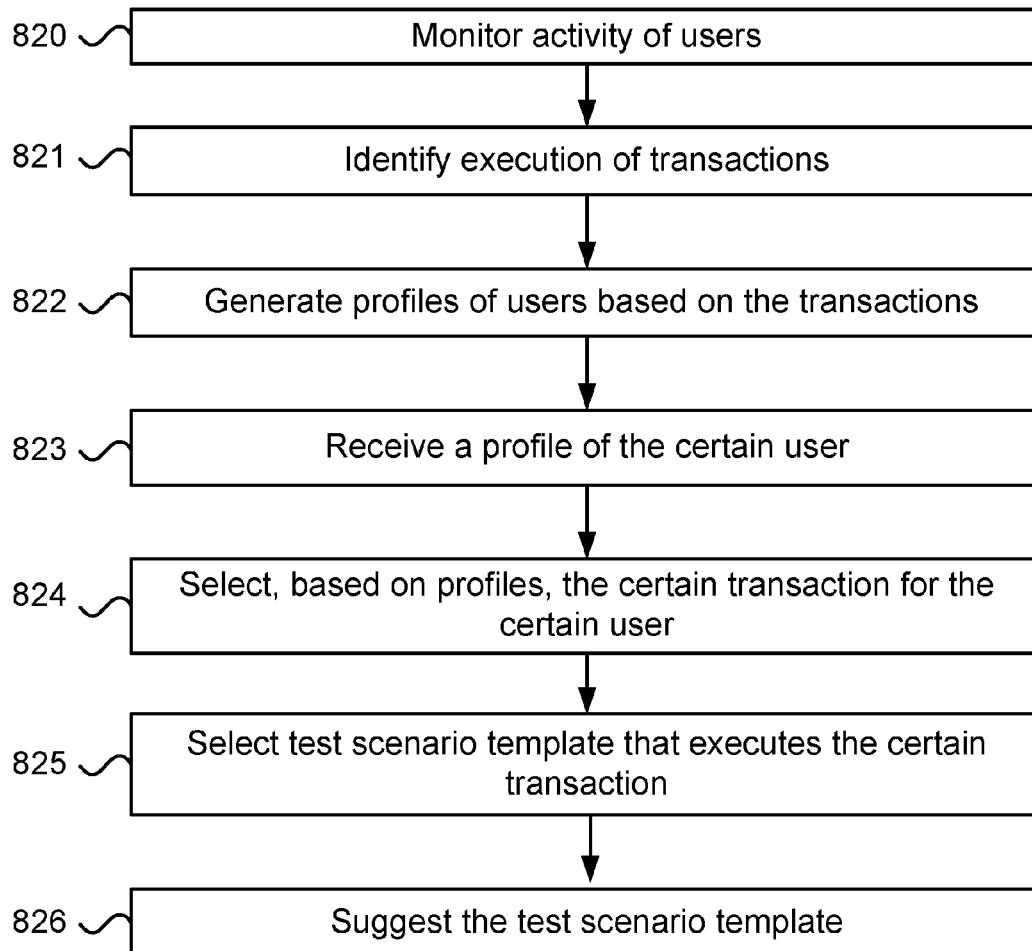 820 Monitor activity of users
821 Identify execution of transactions
822 Generate profiles of users based on the transactions
823 Receive a profile of the certain user
824 Select, based on profiles, the certain transaction for the
certain user
825 Select test scenario template that executes the certain
transaction
826 Suggest the test scenario template